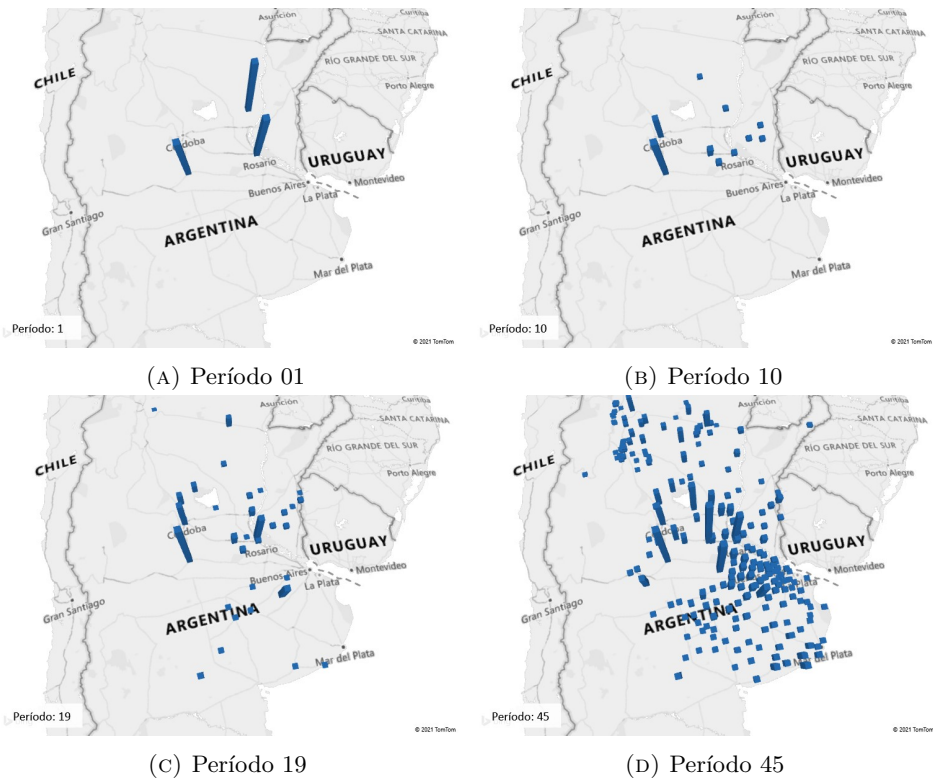 Asunción
Curitiba
SANTA CATARINA
RÍO GRANDE DEL SUR
CHILE
Porto Alegre
Córdoba
Rosario
URUGUAY
Buenos Aires
Montevideo
La Plata
Gran Santiago
ARGENTINA
Mar del Plata
Período: 1
© 2021 TomTom
(A) Período 01
Asunción
Curitiba
SANTA CATARINA
RÍO GRANDE DEL SUR
CHILE
Porto Alegre
Córdoba
Rosario
URUGUAY
Buenos Aires
Montevideo
La Plata
Gran Santiago
ARGENTINA
Mar del Plata
Período: 10
© 2021 TomTom
(B) Período 10
Asunción
Curitiba
SANTA CATARINA
RÍO GRANDE DEL SUR
CHILE
Porto Alegre
Córdoba
Rosario
URUGUAY
Buenos Aires
Montevideo
La Plata
Gran Santiago
ARGENTINA
Mar del Plata
Período: 19
© 2021 TomTom
(C) Período 19
Asunción
Curitiba
SANTA CATARINA
RÍO GRANDE DEL SUR
CHILE
Porto Alegre
URUGUAY
Montevideo
Plata
Gran Santiago
ARGENTINA
Mar del Plata
Período: 45
© 2021 TomTom
(D) Período 45